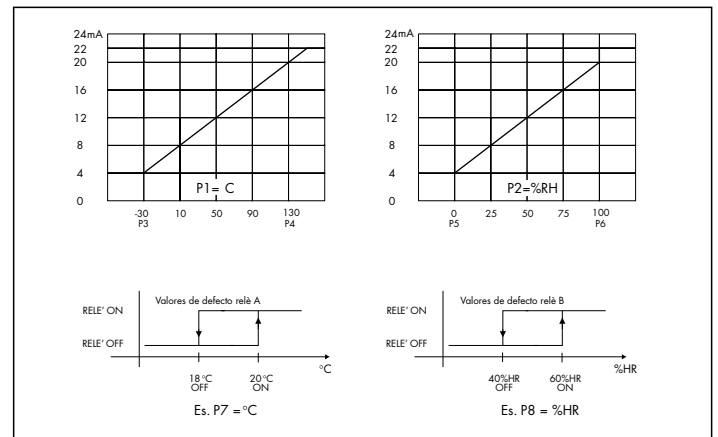 24mA
22
20
16
12
8
4
0
P1= C
-30 10 50 90 130
P3 P4
24mA
22
20
16
12
8
4
0
P2=%RH
0 25 50 75 100
P5 P6
Valores de defecto relè A
RELE' ON
RELE' OFF
°C
18 °C 20 °C
OFF ON
Es. P7 = °C
Valores de defecto relè B
RELE' ON
RELE' OFF
%HR
40%HR 60%HR
OFF ON
Es. P8 = %HR